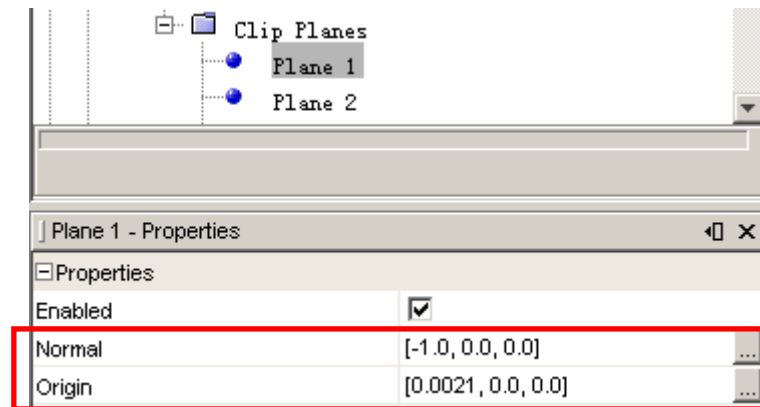 Clip Planes
Plane 1
Plane 2
Plane 1 - Properties
Properties
Enabled
Normal [-1.0, 0.0, 0.0] ...
Origin [0.0021, 0.0, 0.0] ...